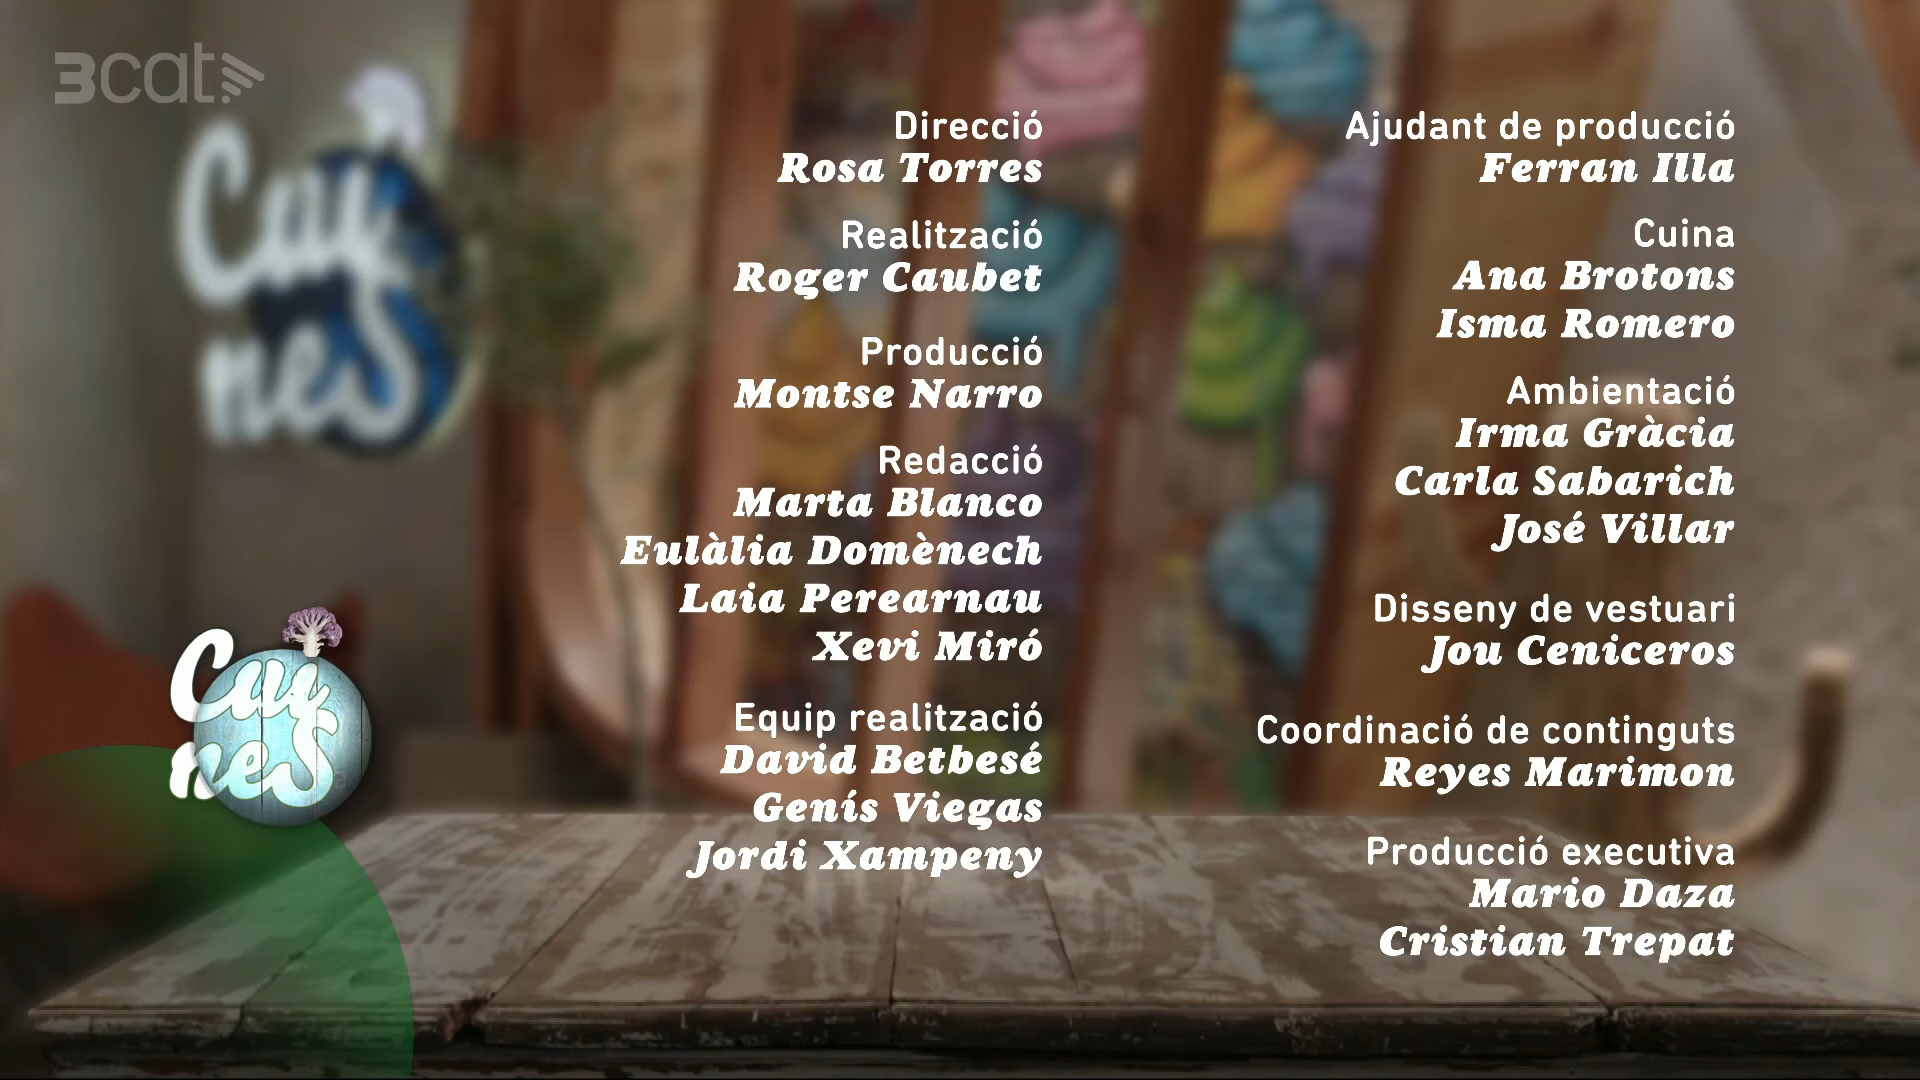 3cat
Cuines
Cuines
Direcció
Rosa Torres
Realització
Roger Caubet
Producció
Montse Narro
Redacció
Marta Blanco
Eulàlia Domènech
Laia Perearnau
Xevi Miró
Equip realització
David Betbesé
Genís Viegas
Jordi Xampeny
Ajudant de producció
Ferran Illa
Cuina
Ana Brotons
Isma Romero
Ambientació
Irma Gràcia
Carla Sabarich
José Villar
Disseny de vestuari
Jou Ceniceros
Coordinació de continguts
Reyes Marimon
Producció executiva
Mario Daza
Cristian Trepat